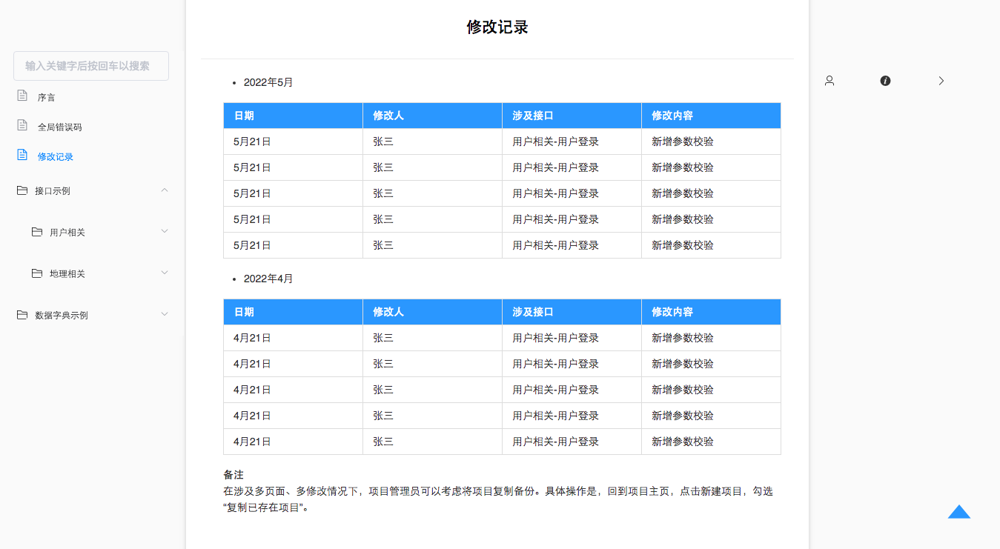 修改记录
输入关键字后按回车以搜索
序言
全局错误码
修改记录
接口示例
用户相关
地理相关
数据字典示例
2022年5月
日期 修改人 涉及接口 修改内容
5月21日 张三 用户相关-用户登录 新增参数校验
5月21日 张三 用户相关-用户登录 新增参数校验
5月21日 张三 用户相关-用户登录 新增参数校验
5月21日 张三 用户相关-用户登录 新增参数校验
5月21日 张三 用户相关-用户登录 新增参数校验
2022年4月
日期 修改人 涉及接口 修改内容
4月21日 张三 用户相关-用户登录 新增参数校验
4月21日 张三 用户相关-用户登录 新增参数校验
4月21日 张三 用户相关-用户登录 新增参数校验
4月21日 张三 用户相关-用户登录 新增参数校验
4月21日 张三 用户相关-用户登录 新增参数校验
备注
在涉及多页面、多修改情况下，项目管理员可以考虑将项目复制备份。具体操作是，回到项目主页，点击新建项目，勾选
“复制已存在项目”。